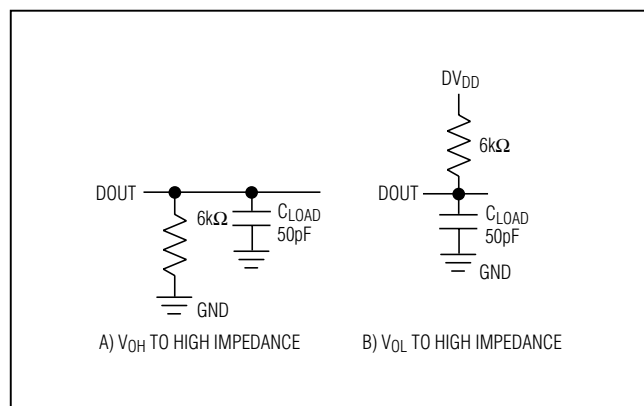 DV_DD
6kΩ
DOUT
6kΩ
C_LOAD
50pF
GND
A) V_OH TO HIGH IMPEDANCE
DOUT
C_LOAD
50pF
GND
B) V_OL TO HIGH IMPEDANCE